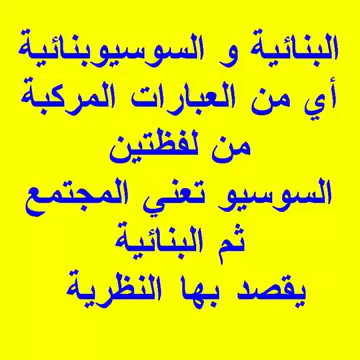 البنائية و السوسيوبنائية
أي من العبارات المركبة
من لفظتين
السوسيو تعني المجتمع
ثم البنائية
يقصد بها النظرية